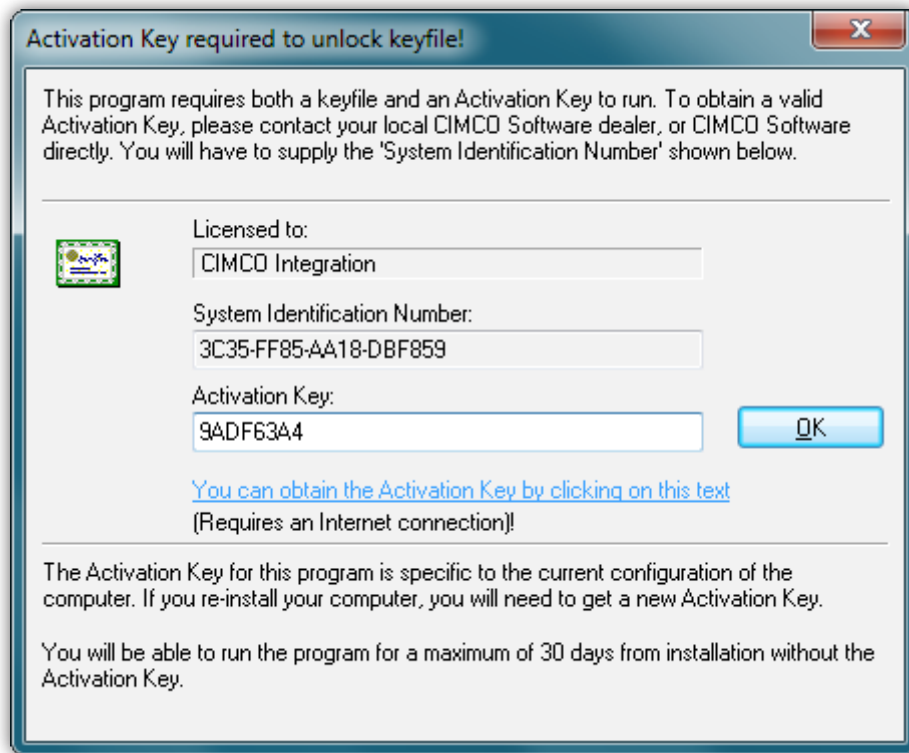 Activation Key required to unlock keyfile!
This program requires both a keyfile and an Activation Key to run. To obtain a valid
Activation Key, please contact your local CIMCO Software dealer, or CIMCO Software
directly. You will have to supply the 'System Identification Number' shown below.
Licensed to:
CIMCO Integration
System Identification Number:
3C35-FF85-AA18-DBF859
Activation Key:
9ADF63A4
OK
You can obtain the Activation Key by clicking on this text
(Requires an Internet connection)!
The Activation Key for this program is specific to the current configuration of the
computer. If you re-install your computer, you will need to get a new Activation Key.
You will be able to run the program for a maximum of 30 days from installation without the
Activation Key.